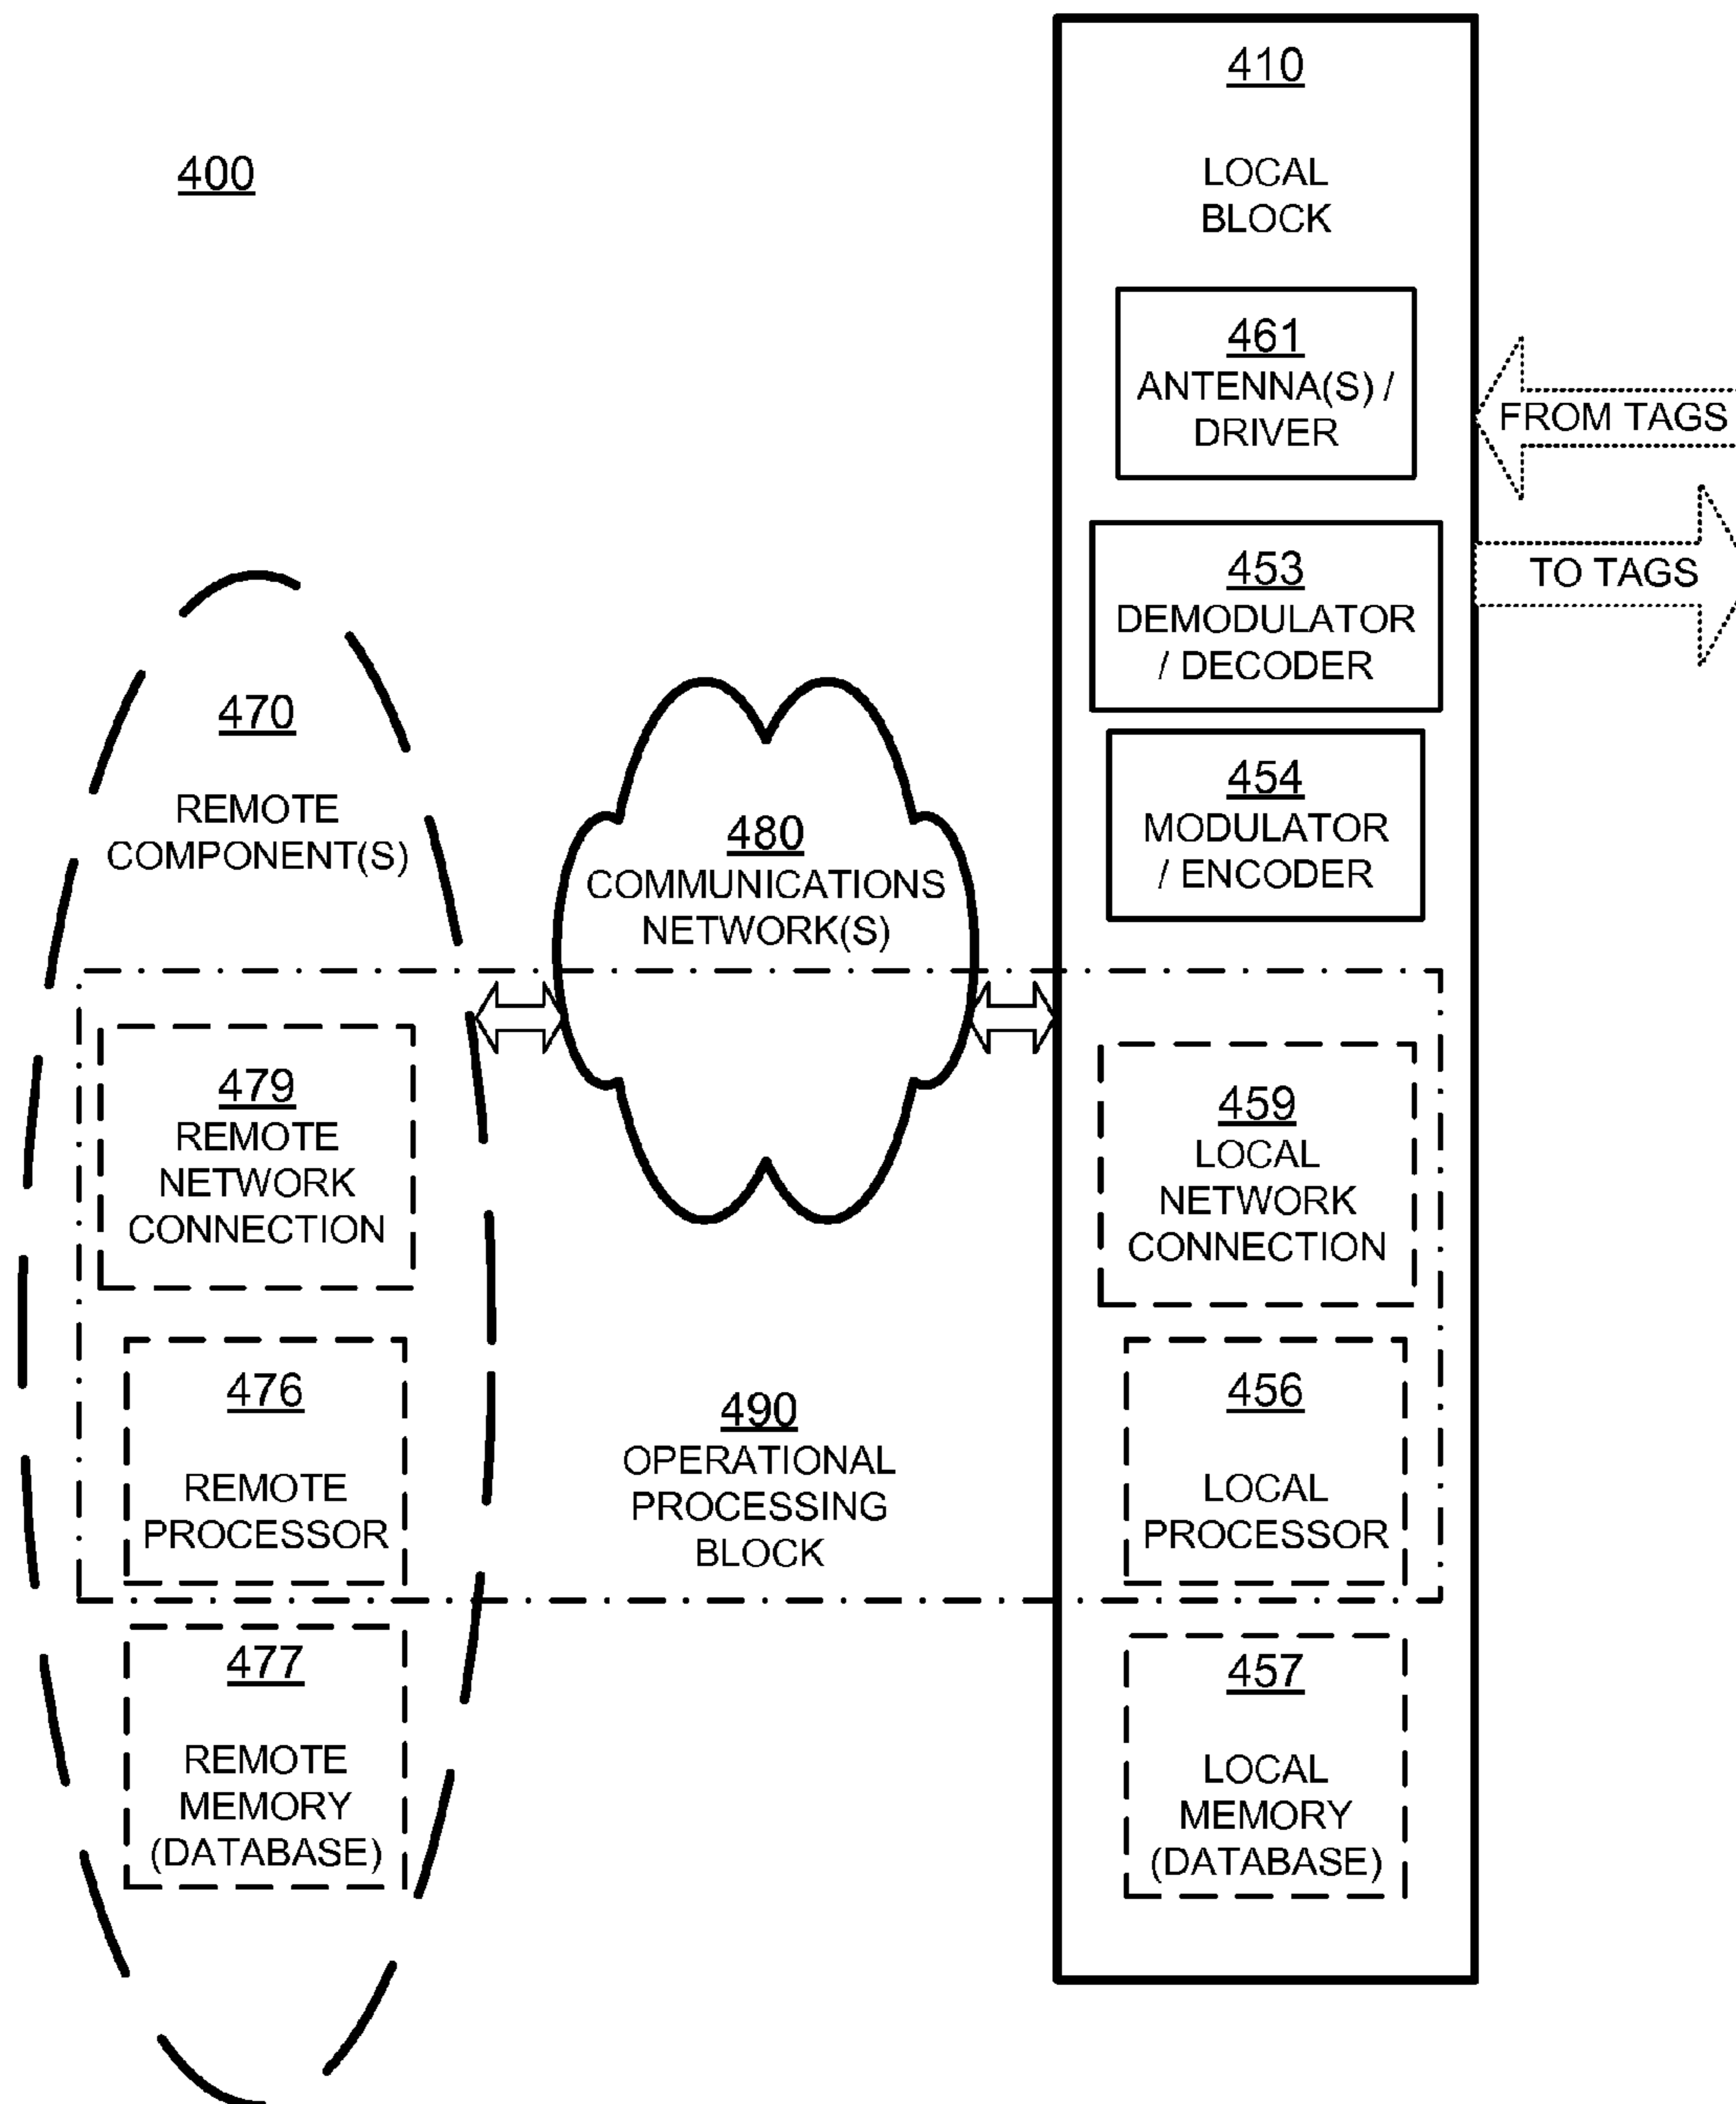 400
410
LOCAL
BLOCK
461
ANTENNA(S) /
DRIVER
FROM TAGS
TO TAGS
453
DEMODULATOR
/ DECODER
454
MODULATOR
/ ENCODER
470
REMOTE
COMPONENT(S)
480
COMMUNICATIONS
NETWORK(S)
479
REMOTE
NETWORK
CONNECTION
459
LOCAL
NETWORK
CONNECTION
476
REMOTE
PROCESSOR
490
OPERATIONAL
PROCESSING
BLOCK
456
LOCAL
PROCESSOR
477
REMOTE
MEMORY
(DATABASE)
457
LOCAL
MEMORY
(DATABASE)